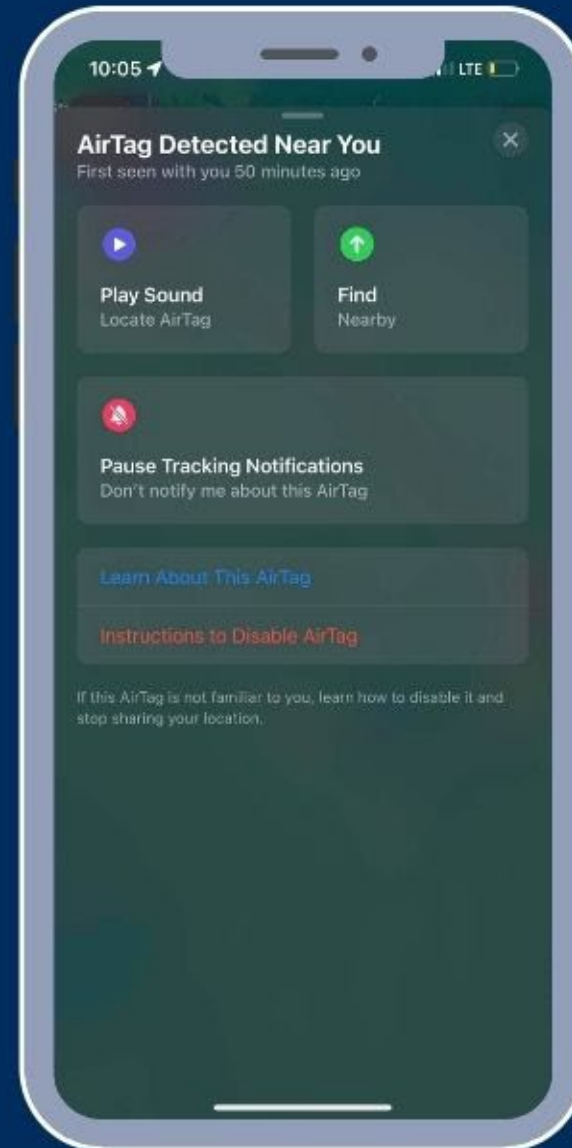 10:05
LTE
AirTag Detected Near You
First seen with you 50 minutes ago
Play Sound
Locate AirTag
Find
Nearby
Pause Tracking Notifications
Don't notify me about this AirTag
Learn About This AirTag
Instructions to Disable AirTag
If this AirTag is not familiar to you, learn how to disable it and
stop sharing your location.